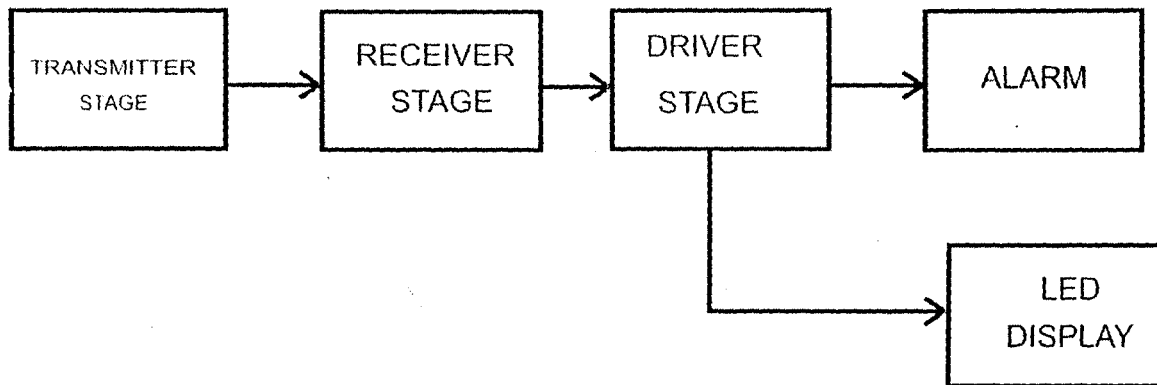 TRANSMITTER
STAGE
RECEIVER
STAGE
DRIVER
STAGE
ALARM
LED
DISPLAY